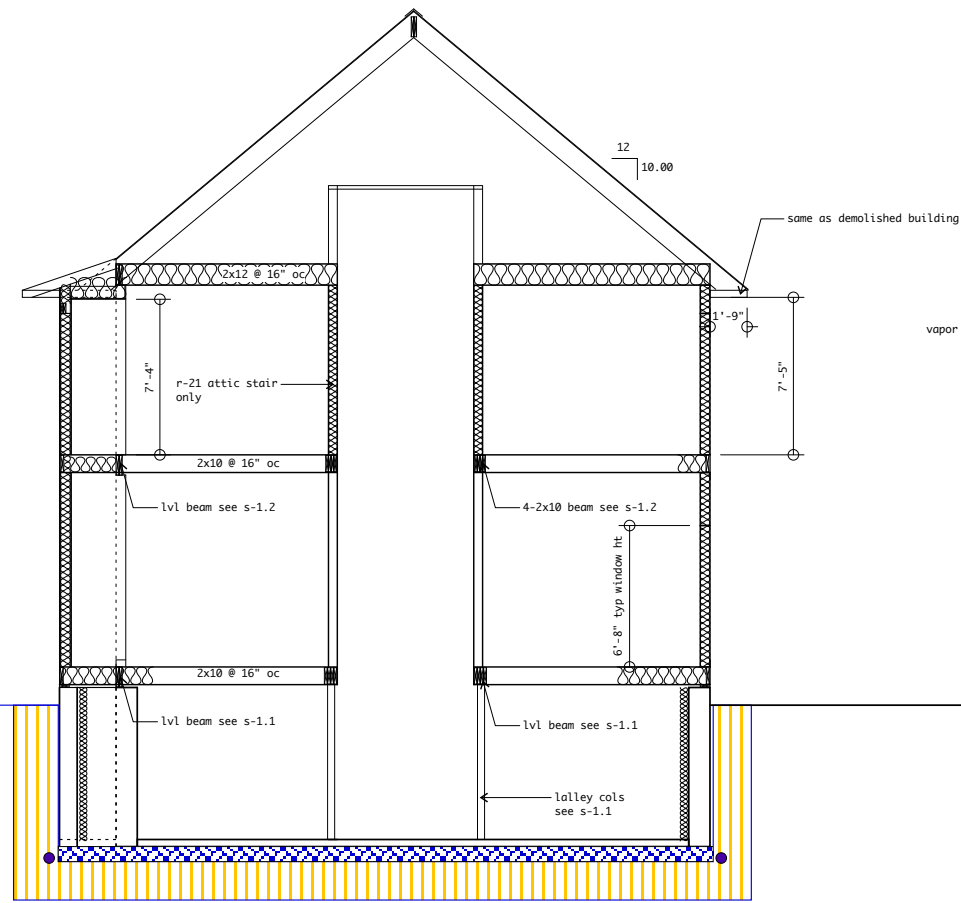 12
10.00
same as demolished building
2x12 @ 16" oc
1'-9"
vapor
7'-4"
r-21 attic stair
only
7'-5"
2x10 @ 16" oc
lvl beam see s-1.2
4-2x10 beam see s-1.2
6'-8" typ window ht
2x10 @ 16" oc
lvl beam see s-1.1
lvl beam see s-1.1
lalley cols
see s-1.1